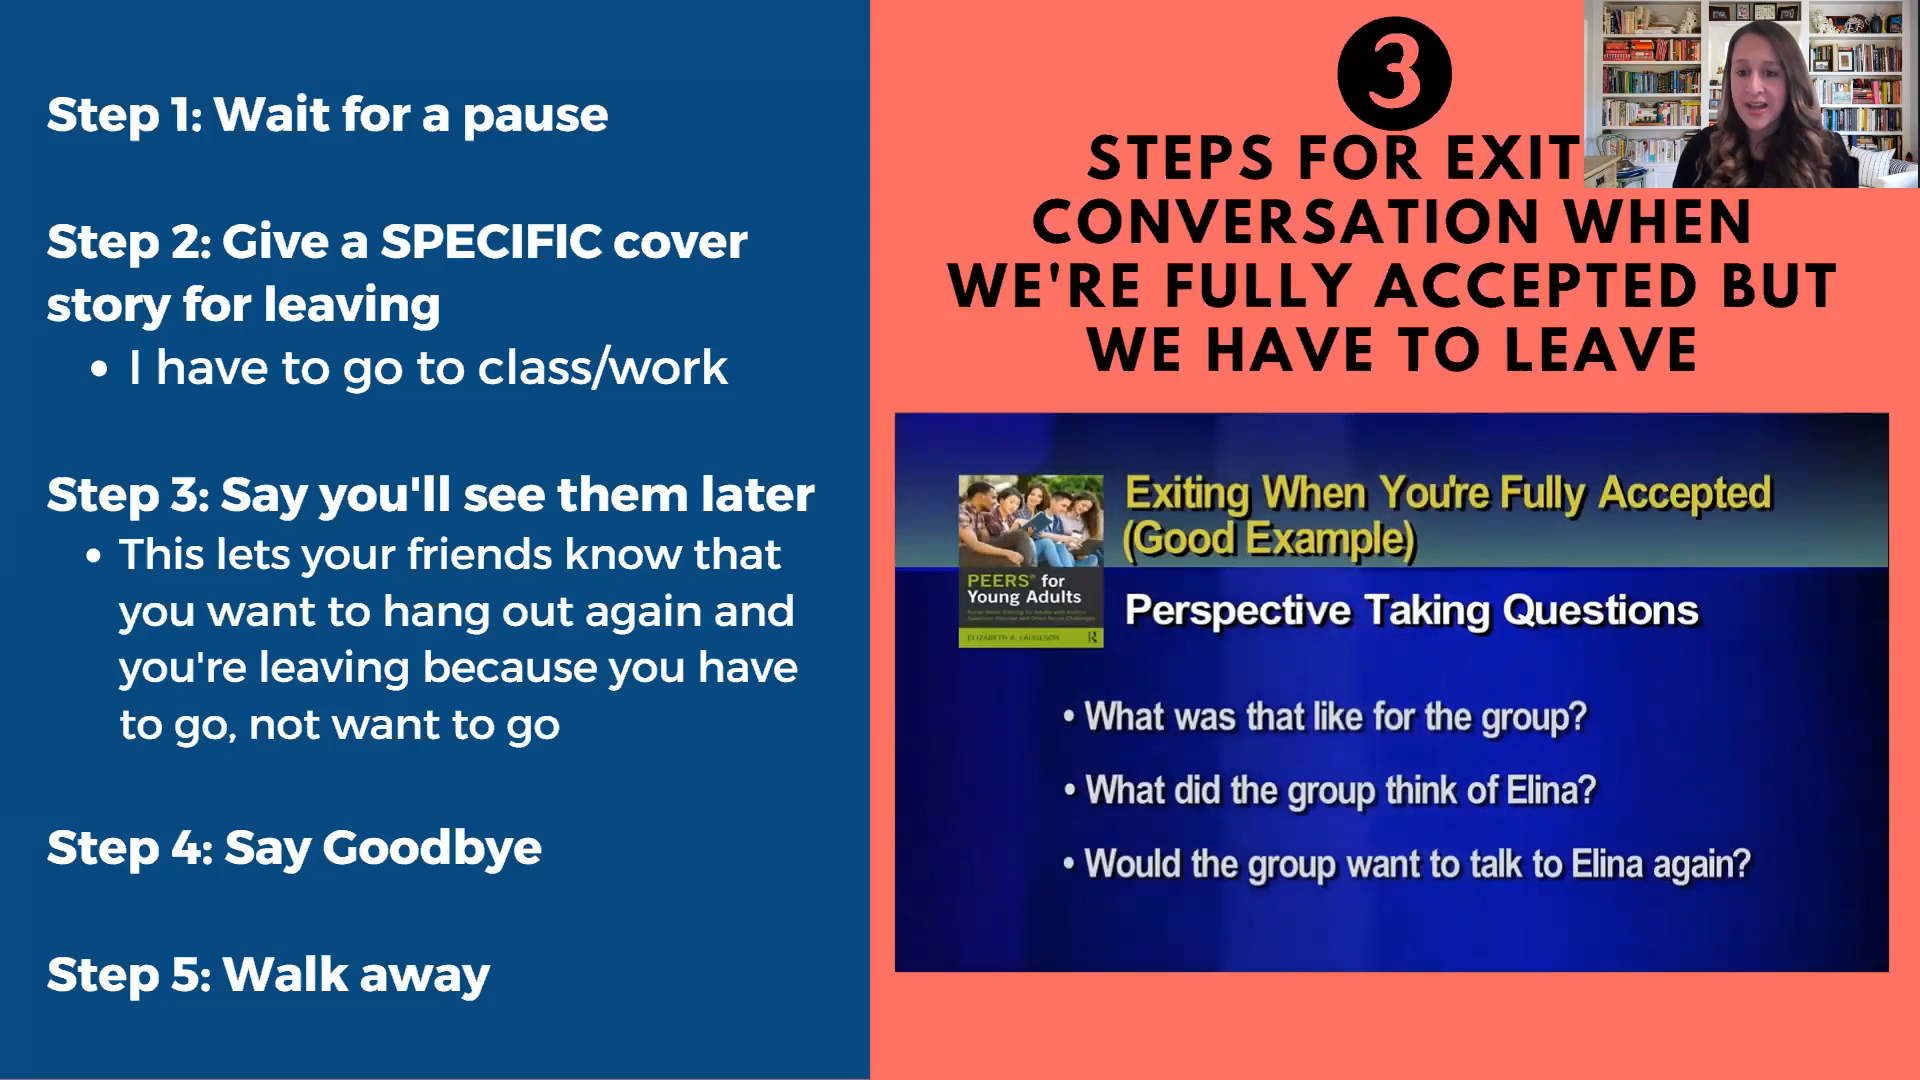 Step 1: Wait for a pause
Step 2: Give a SPECIFIC cover
story for leaving
• I have to go to class/work
Step 3: Say you'll see them later
• This lets your friends know that
you want to hang out again and
you're leaving because you have
to go, not want to go
Step 4: Say Goodbye
Step 5: Walk away
3
STEPS FOR EXIT
CONVERSATION WHEN
WE'RE FULLY ACCEPTED BUT
WE HAVE TO LEAVE
Exiting When You're Fully Accepted
(Good Example)
PEERS® for
Young Adults
ELIZABETH A. LAUGESON
Perspective Taking Questions
• What was that like for the group?
• What did the group think of Elina?
• Would the group want to talk to Elina again?